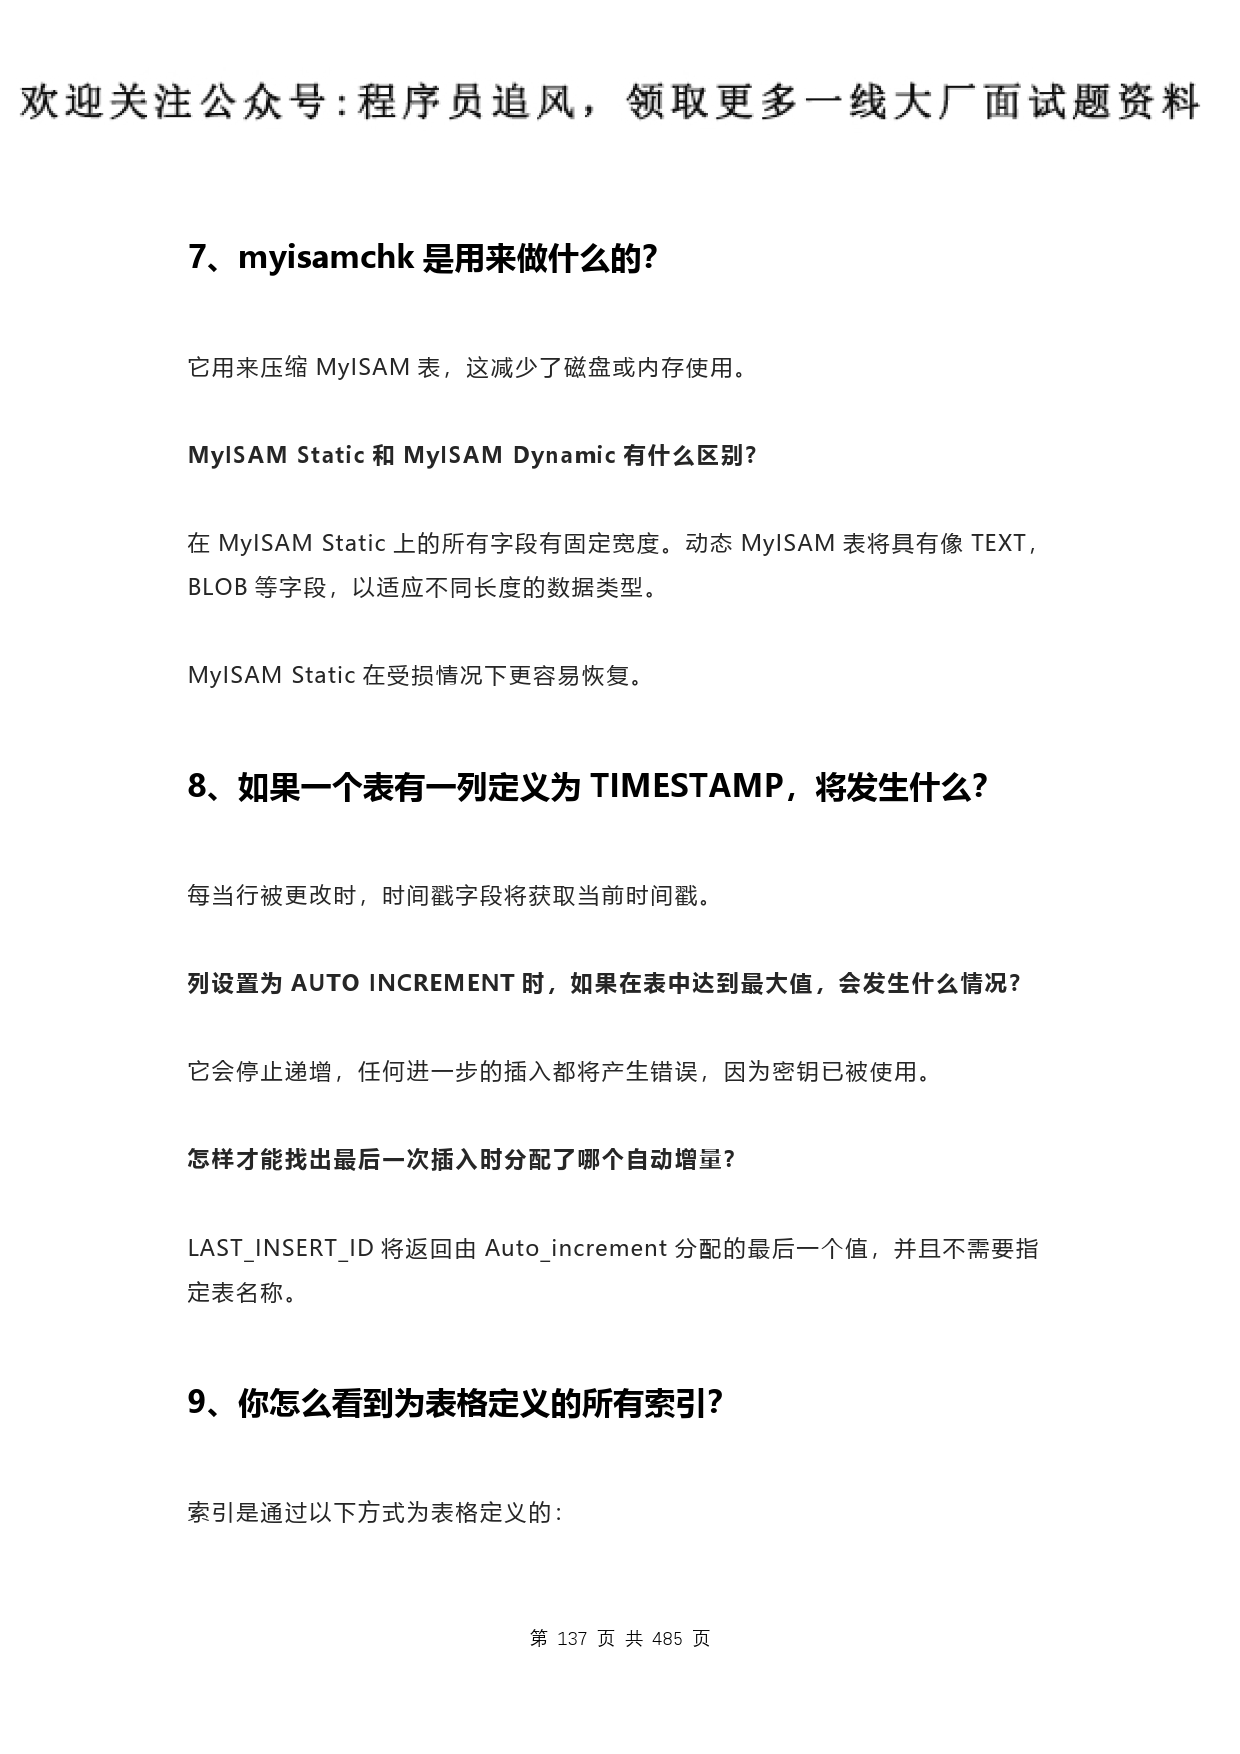 欢迎关注公众号:程序员追风，领取更多一线大厂面试题资料
7、myisamchk 是用来做什么的？
它用来压缩 MyISAM 表，这减少了磁盘或内存使用。
MyISAM Static 和 MyISAM Dynamic 有什么区别？
在 MyISAM Static 上的所有字段有固定宽度。动态 MyISAM 表将具有像 TEXT，
BLOB 等字段，以适应不同长度的数据类型。
MyISAM Static 在受损情况下更容易恢复。
8、如果一个表有一列定义为 TIMESTAMP，将发生什么？
每当行被更改时，时间戳字段将获取当前时间戳。
列设置为 AUTO INCREMENT 时，如果在表中达到最大值，会发生什么情况？
它会停止递增，任何进一步的插入都将产生错误，因为密钥已被使用。
怎样才能找出最后一次插入时分配了哪个自动增量？
LAST_INSERT_ID 将返回由 Auto_increment 分配的最后一个值，并且不需要指
定表名称。
9、你怎么看到为表格定义的所有索引？
索引是通过以下方式为表格定义的：
第 137 页 共 485 页